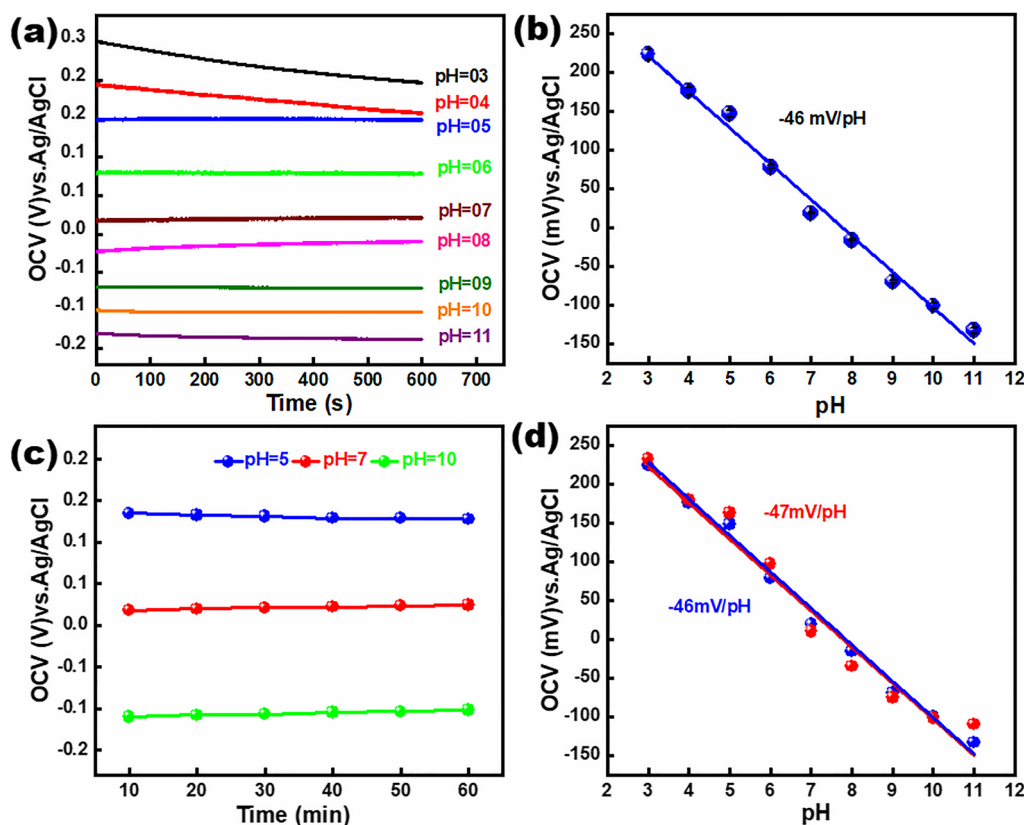 (a)
0.3
0.2
0.2
0.1
0.1
0.0
-0.1
-0.1
-0.2
OCV (V)vs.Ag/AgCl
pH=03
pH=04
pH=05
pH=06
pH=07
pH=08
pH=09
pH=10
pH=11
0 100 200 300 400 500 600 700
Time (s)
(b)
250
200
150
100
50
0
-50
-100
-150
OCV (mV)vs.Ag/AgCl
-46 mV/pH
2 3 4 5 6 7 8 9 10 11 12
pH
(c)
0.2
0.2
0.1
0.1
0.0
-0.1
-0.1
-0.2
OCV (V)vs.Ag/AgCl
pH=5 pH=7 pH=10
10 20 30 40 50 60
Time (min)
(d)
250
200
150
100
50
0
-50
-100
-150
OCV (mV)vs.Ag/AgCl
-47mV/pH
-46mV/pH
2 3 4 5 6 7 8 9 10 11 12
pH